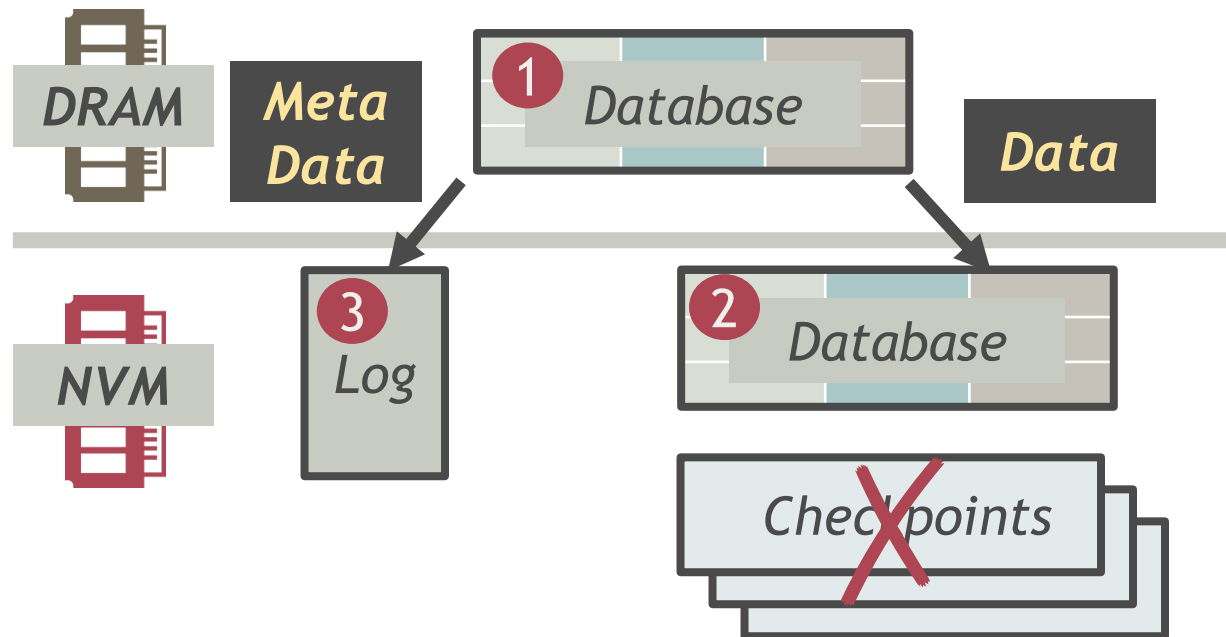 DRAM
Meta
Data
1
Database
Data
NVM
3
Log
2
Database
Checkpoints